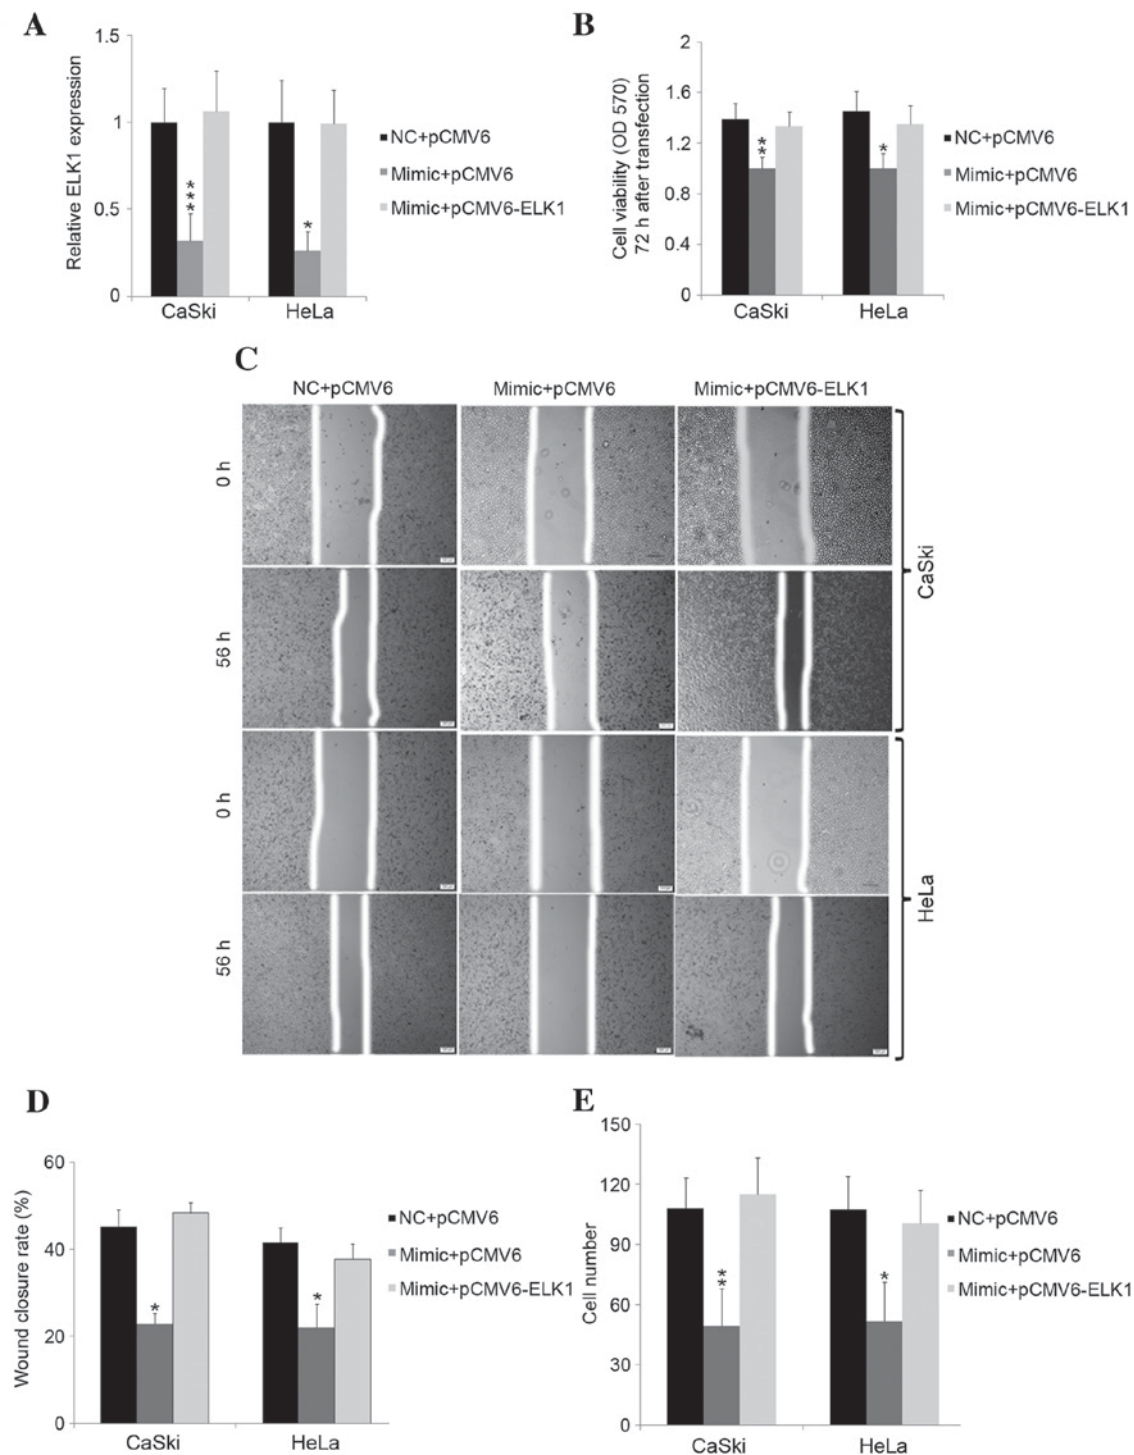 A
1.5
1
0.5
0
Relative ELK1 expression
***
*
CaSki
HeLa
NC+pCMV6
Mimic+pCMV6
Mimic+pCMV6-ELK1
B
2
1.6
1.2
0.8
0.4
0
Cell viability (OD 570)
72 h after transfection
**
*
CaSki
HeLa
NC+pCMV6
Mimic+pCMV6
Mimic+pCMV6-ELK1
C
NC+pCMV6
Mimic+pCMV6
Mimic+pCMV6-ELK1
0 h
56 h
CaSki
0 h
56 h
HeLa
D
60
40
20
0
Wound closure rate (%)
*
*
CaSki
HeLa
NC+pCMV6
Mimic+pCMV6
Mimic+pCMV6-ELK1
E
150
120
90
60
30
0
Cell number
**
*
CaSki
HeLa
NC+pCMV6
Mimic+pCMV6
Mimic+pCMV6-ELK1